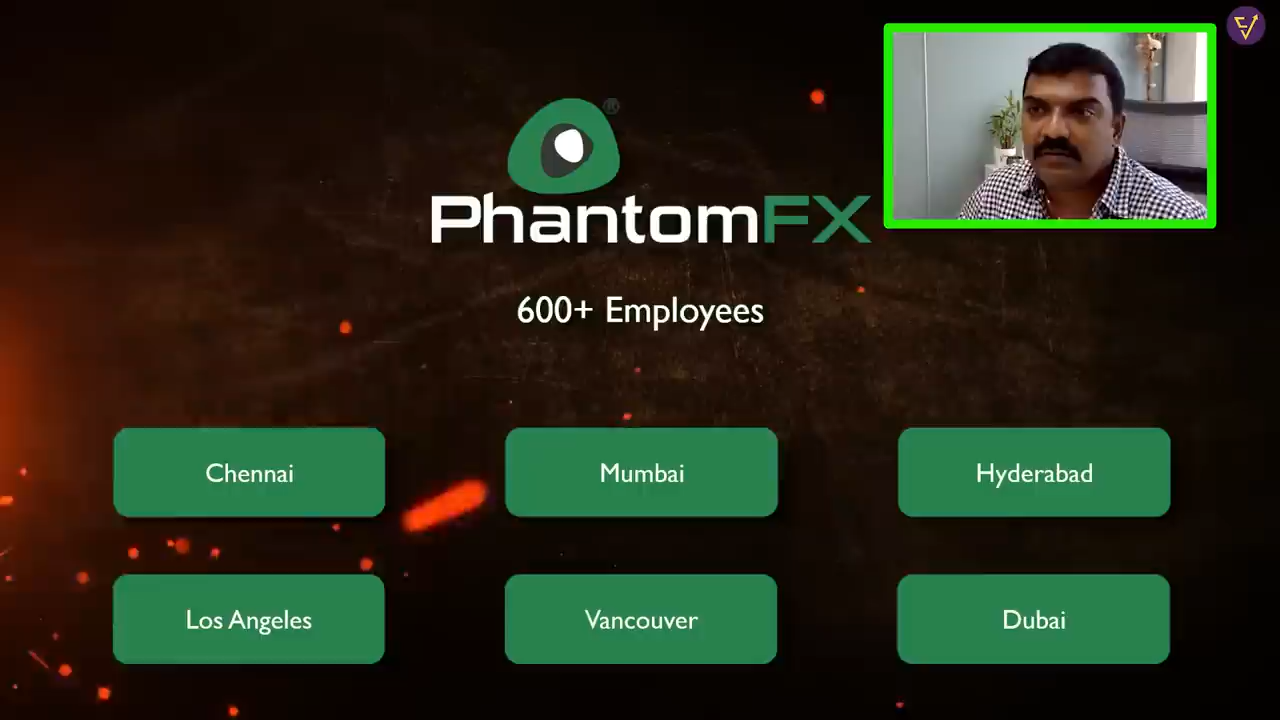 PhantomFX ®
600+ Employees
Chennai
Mumbai
Hyderabad
Los Angeles
Vancouver
Dubai